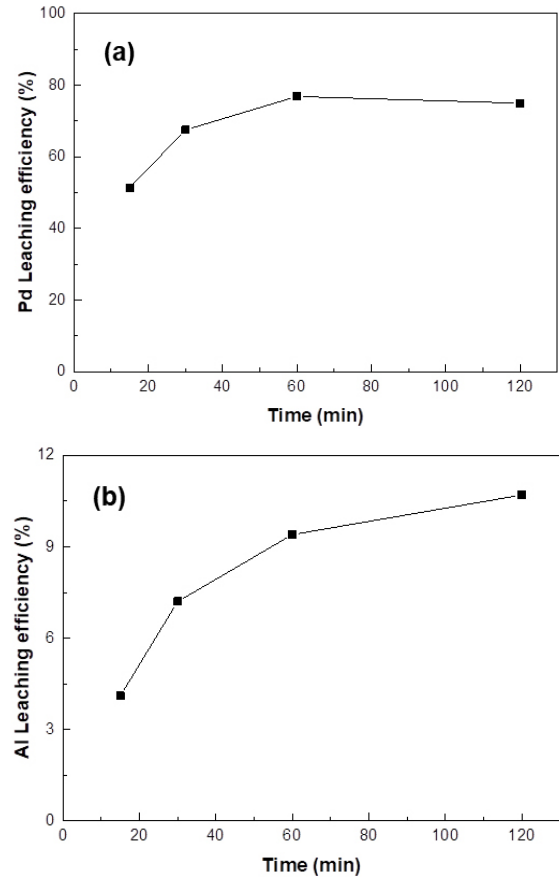 (a)
Pd Leaching efficiency (%)
100
80
60
40
20
0
0 20 40 60 80 100 120
Time (min)
(b)
Al Leaching efficiency (%)
12
9
6
3
0
0 20 40 60 80 100 120
Time (min)